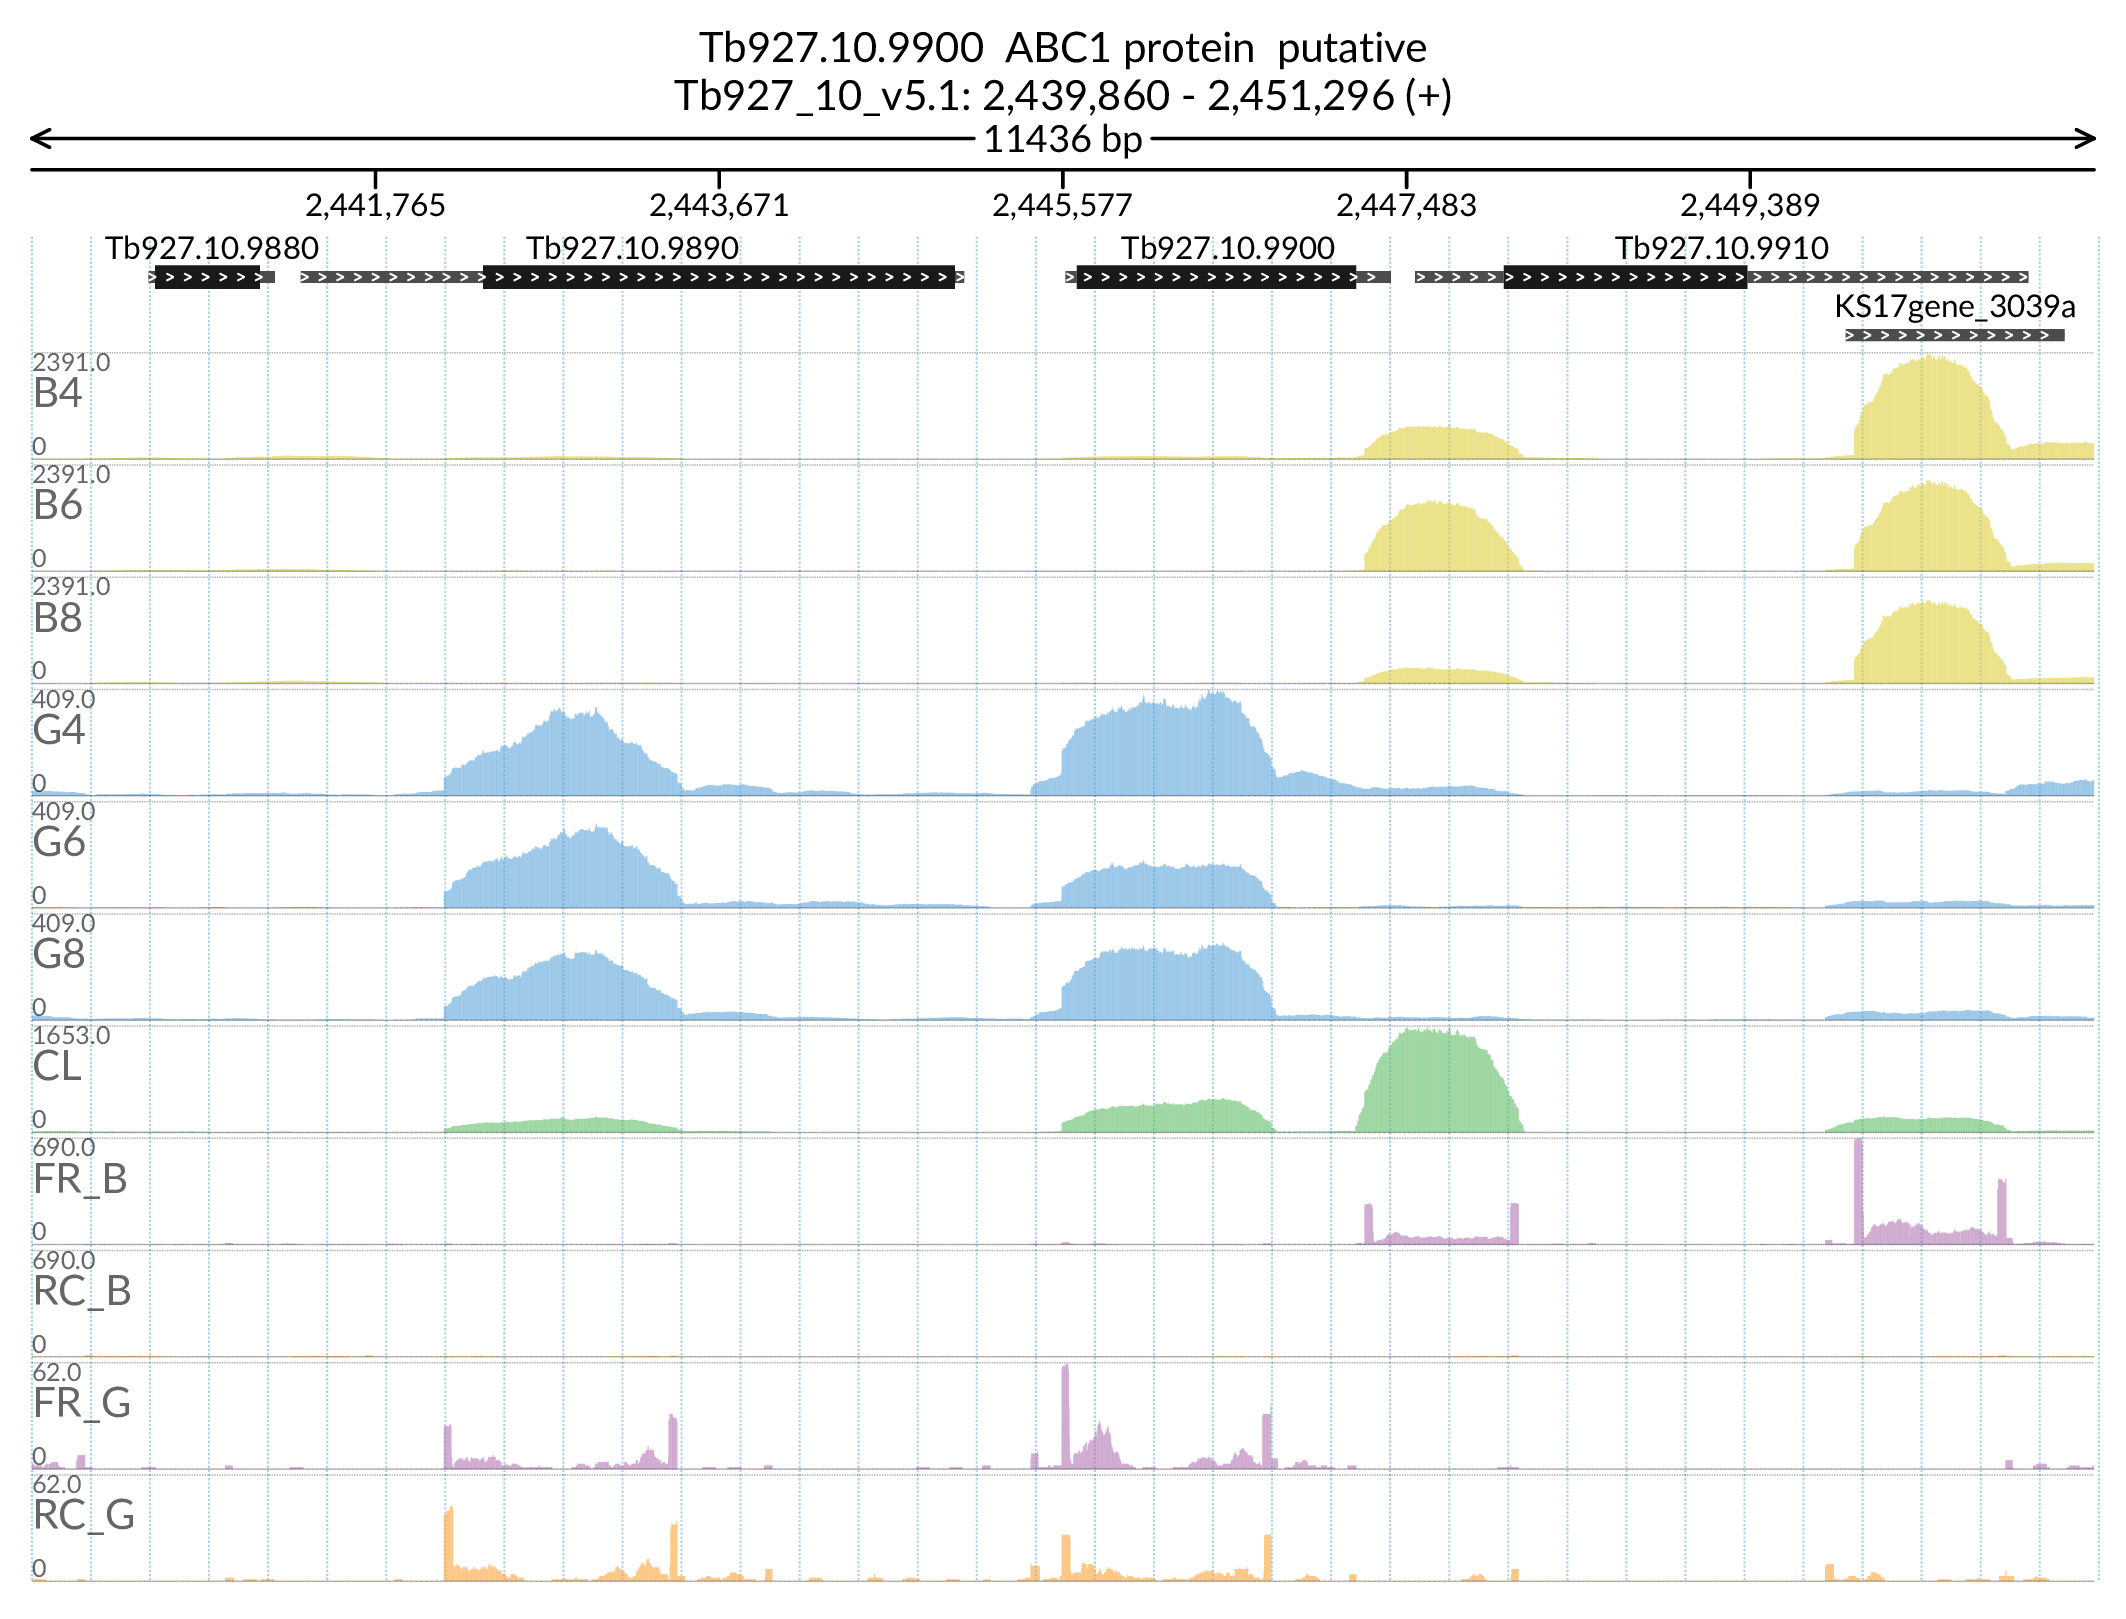 Tb927.10.9900  ABC1 protein  putative
Tb927_10_v5.1: 2,439,860 - 2,451,296 (+)
11436 bp
2,441,765 2,443,671 2,445,577 2,447,483 2,449,389
Tb927.10.9880 Tb927.10.9890 Tb927.10.9900 Tb927.10.9910
KS17gene_3039a
2391.0
B4
0
2391.0
B6
0
2391.0
B8
0
409.0
G4
0
409.0
G6
0
409.0
G8
0
1653.0
CL
0
690.0
FR_B
0
690.0
RC_B
0
62.0
FR_G
0
62.0
RC_G
0